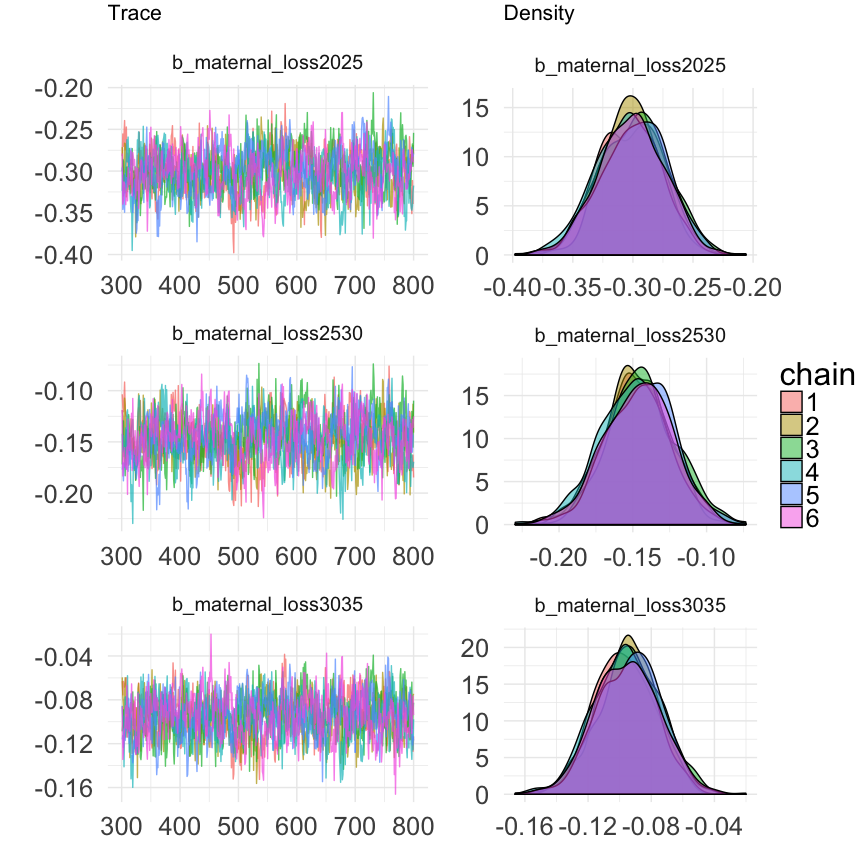 Trace
Density
b_maternal_loss2025
b_maternal_loss2025
-0.20
-0.25
-0.30
-0.35
-0.40
300 400 500 600 700 800
15
10
5
0
-0.40 -0.35 -0.30 -0.25 -0.20
b_maternal_loss2530
b_maternal_loss2530
-0.10
-0.15
-0.20
300 400 500 600 700 800
15
10
5
0
-0.20 -0.15 -0.10
chain
1
2
3
4
5
6
b_maternal_loss3035
b_maternal_loss3035
-0.04
-0.08
-0.12
-0.16
300 400 500 600 700 800
20
15
10
5
0
-0.16 -0.12 -0.08 -0.04